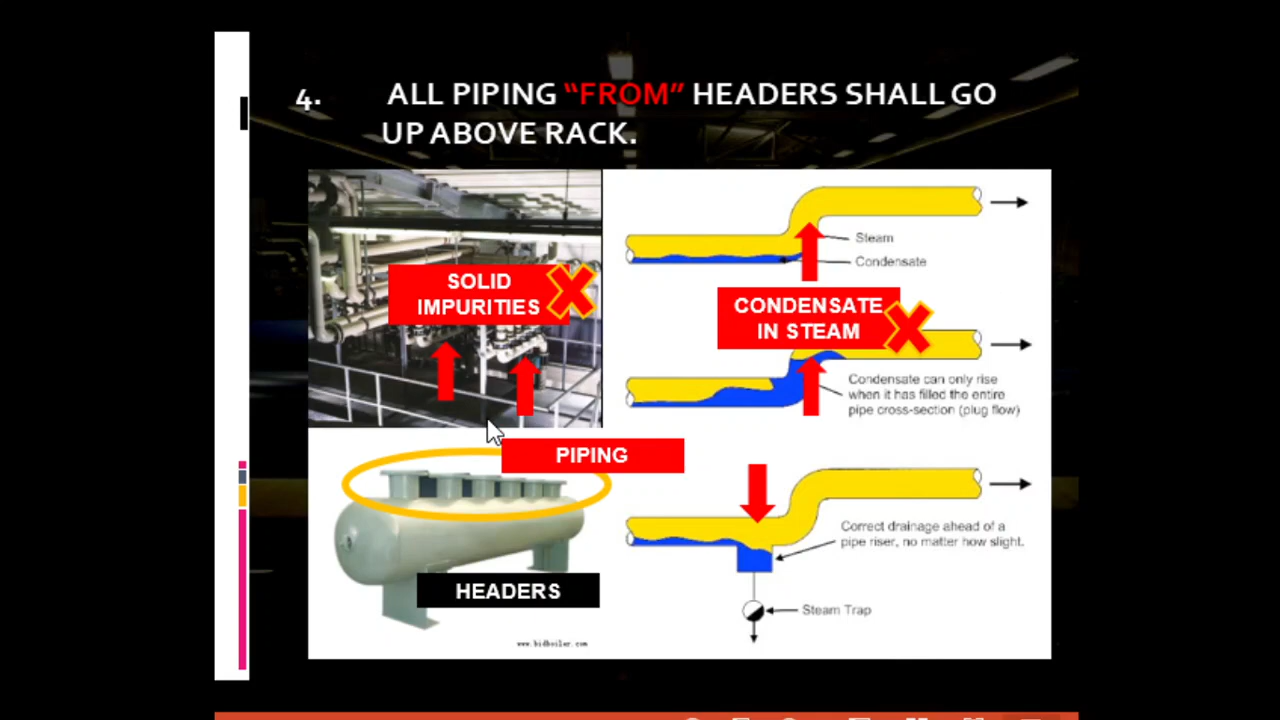 4. ALL PIPING “FROM” HEADERS SHALL GO
UP ABOVE RACK.
SOLID
IMPURITIES
Steam
Condensate
CONDENSATE
IN STEAM
Condensate can only rise
when it has filled the entire
pipe cross-section (plug flow)
PIPING
Correct drainage ahead of a
pipe riser, no matter how slight.
HEADERS
Steam Trap
www.bidboiler.com